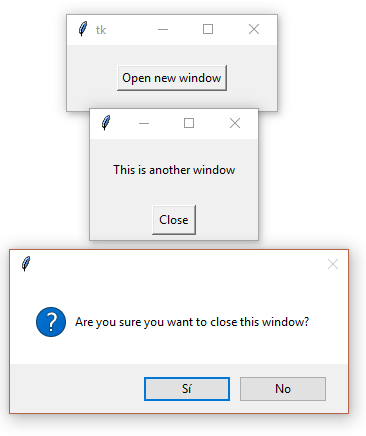 tk
Open new window
This is another window
Close
Are you sure you want to close this window?
Sí
No